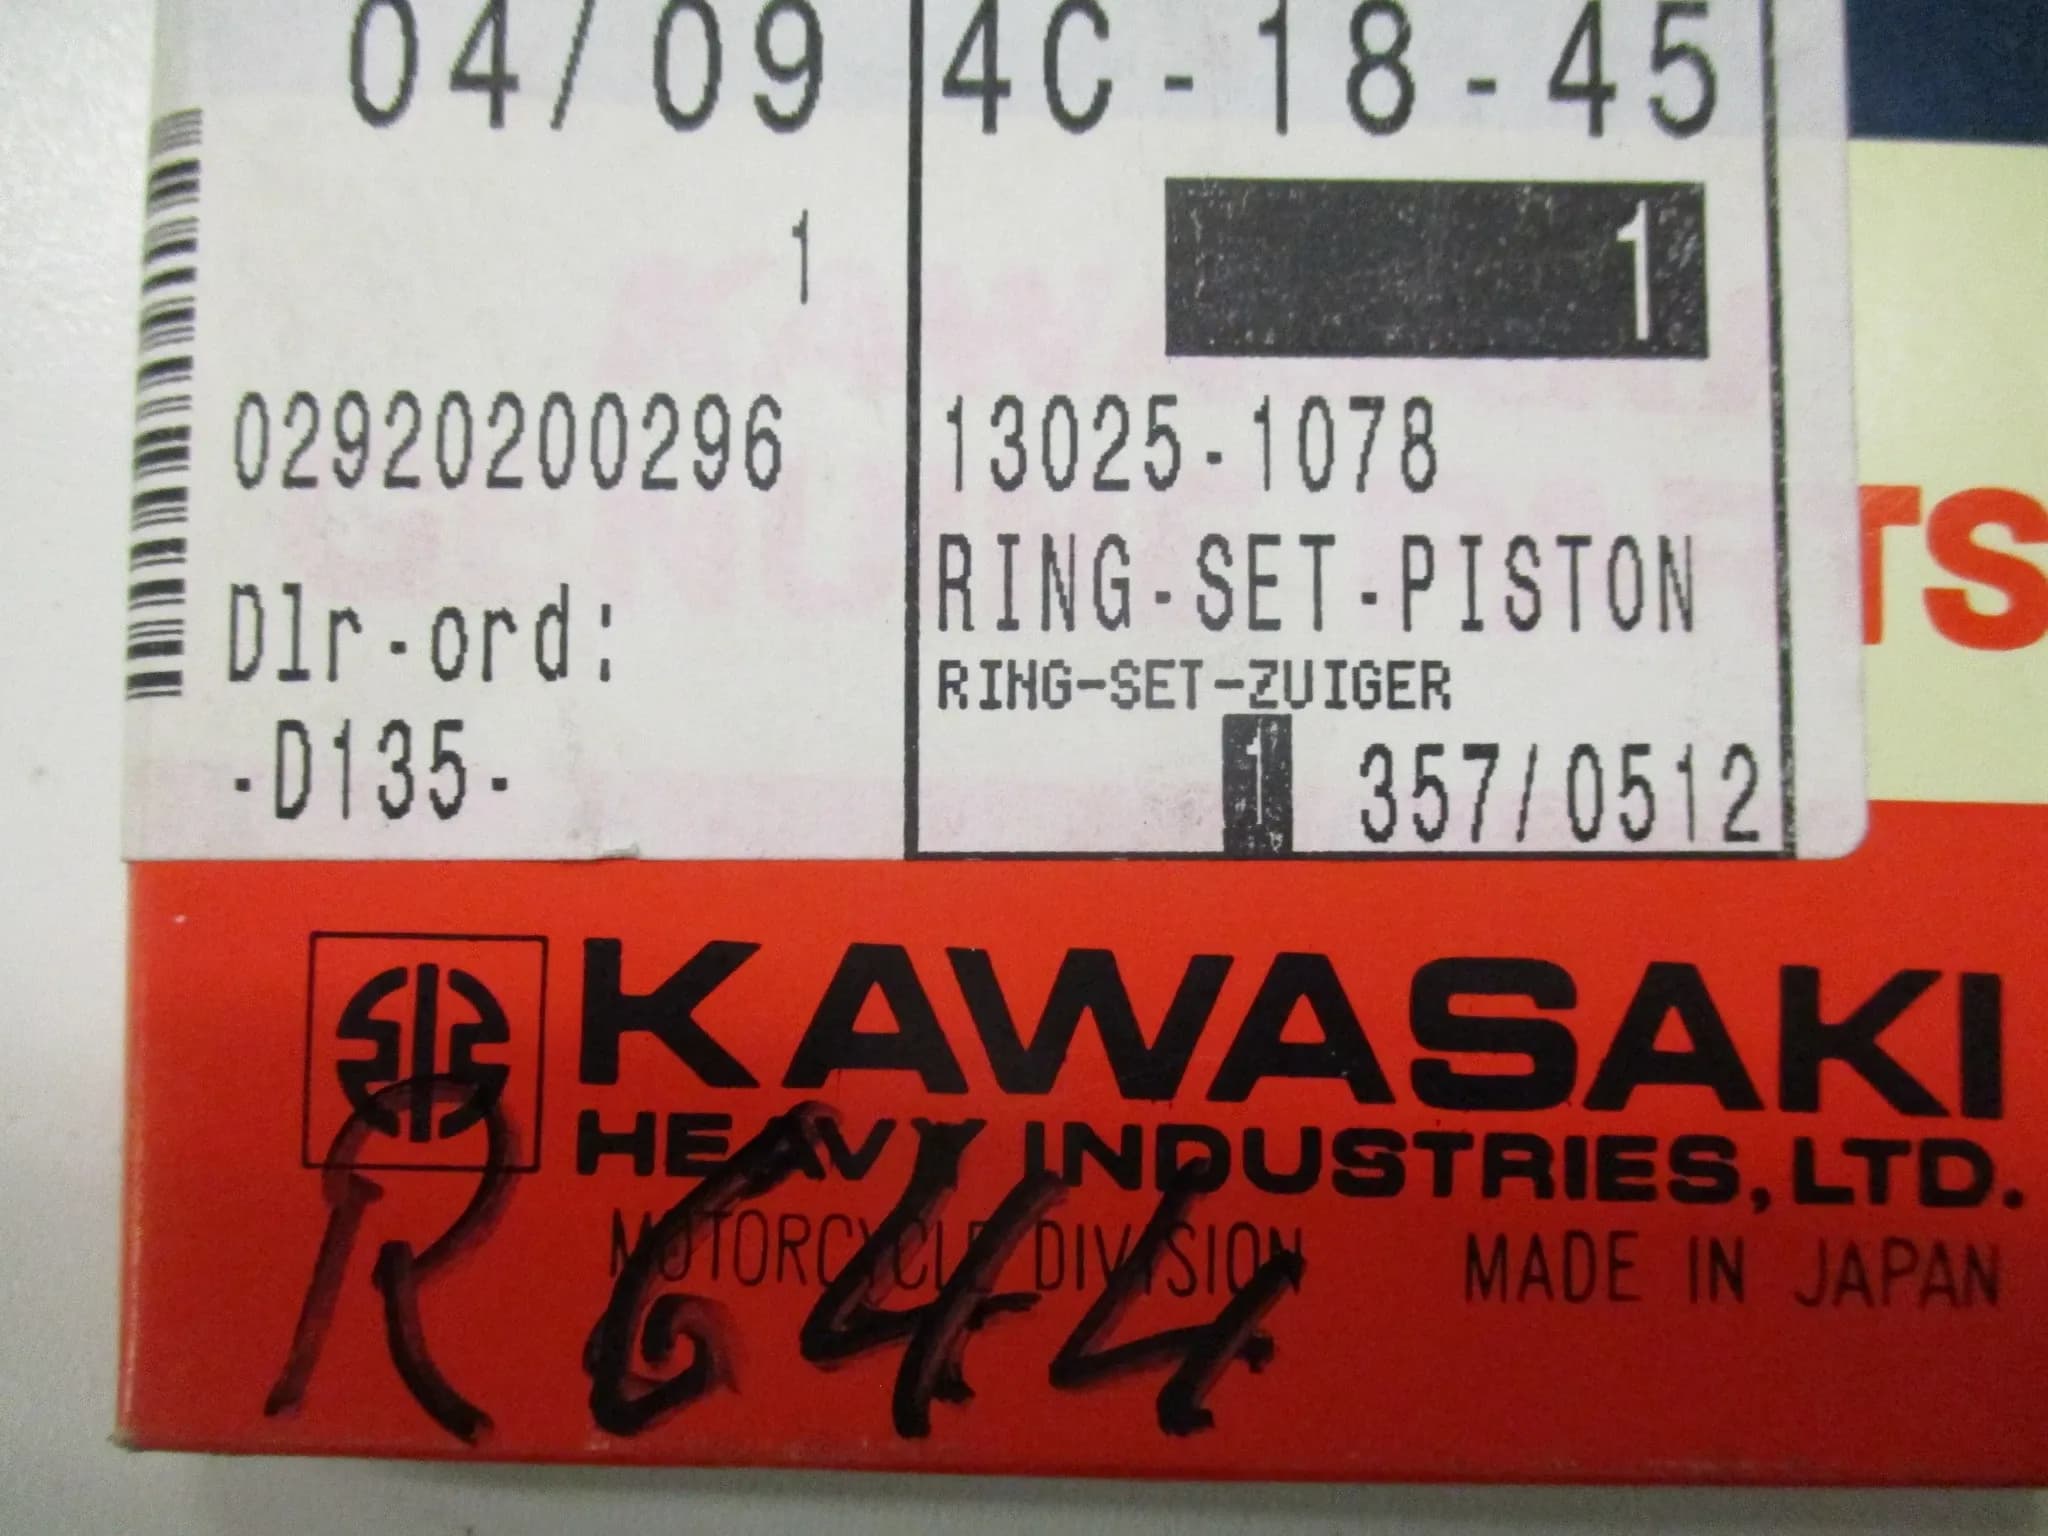 04/09
4C-18-45
1
1
02920200296
13025-1078
RING-SET-PISTON
RING-SET-ZUIGER
Dlr-ord:
-D135-
1 357/0512
TS
KAWASAKI
HEAVY INDUSTRIES, LTD.
MOTORCYCLE DIVISION MADE IN JAPAN
R644